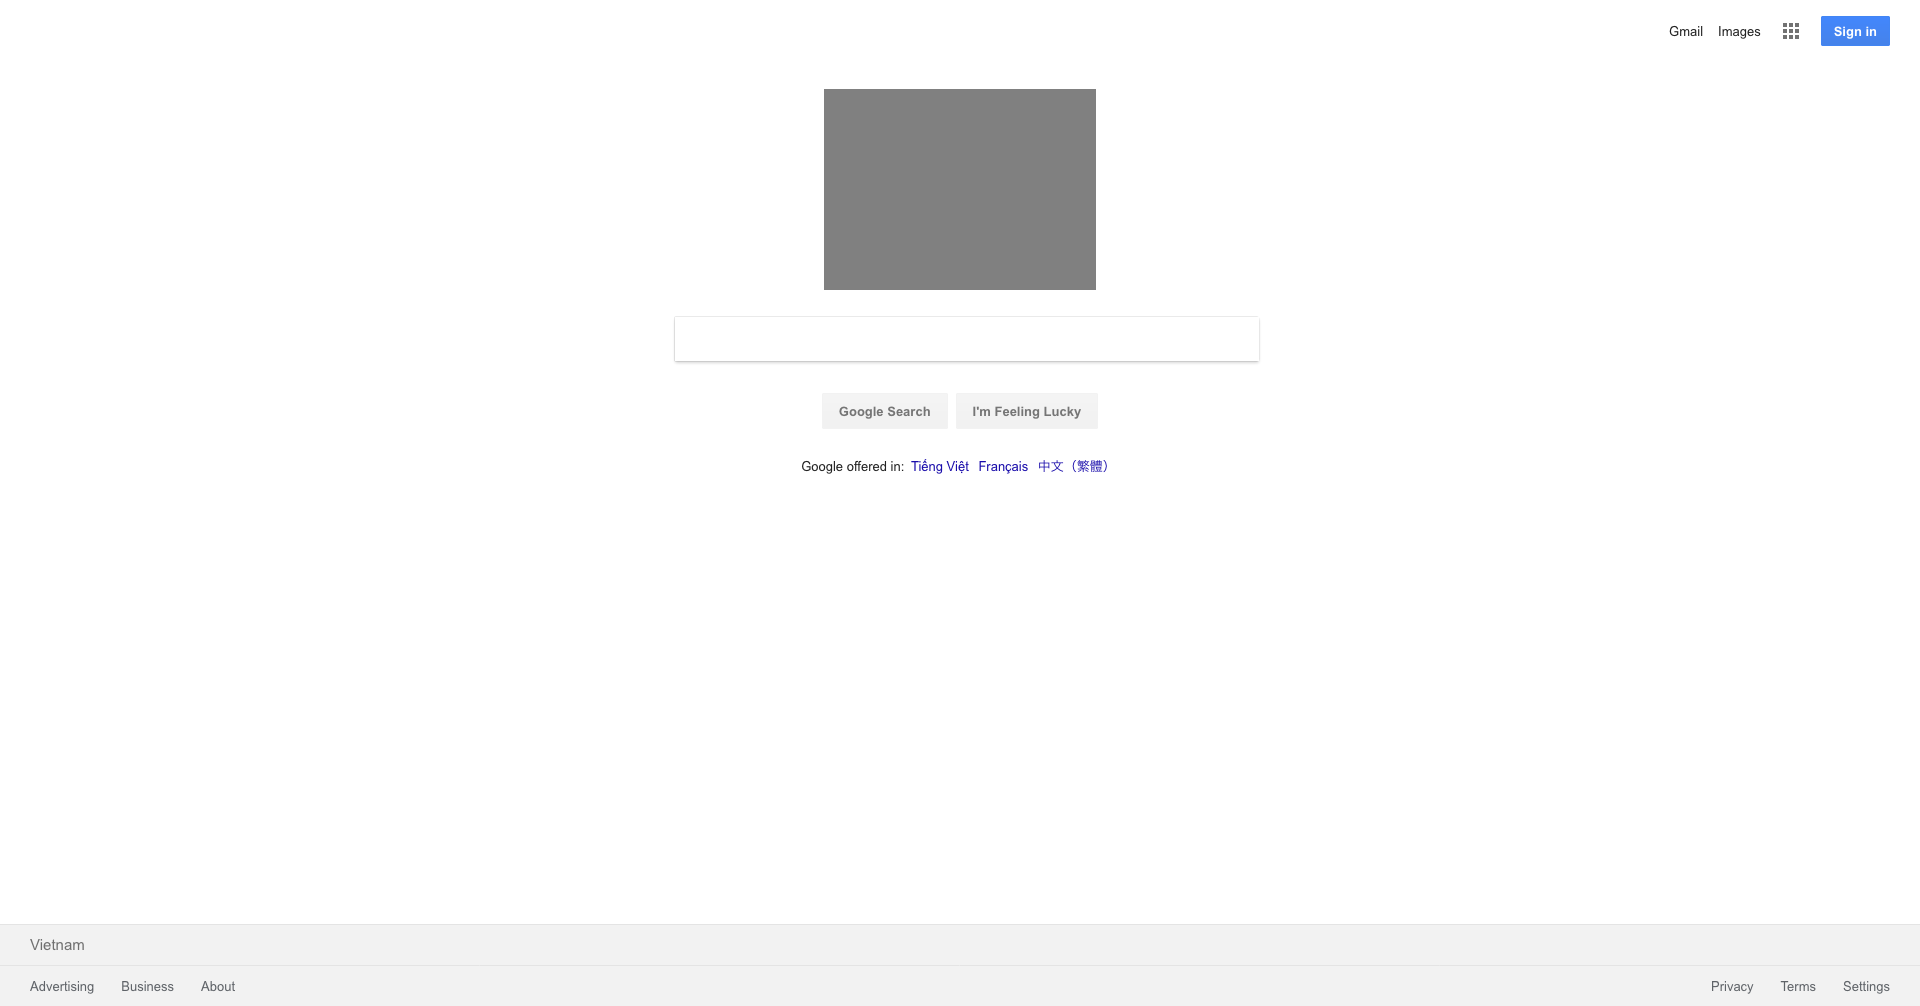 Gmail Images Sign in
Google Search I'm Feeling Lucky
Google offered in: Tiếng Việt Français 中文（繁體）
Vietnam
Advertising Business About Privacy Terms Settings